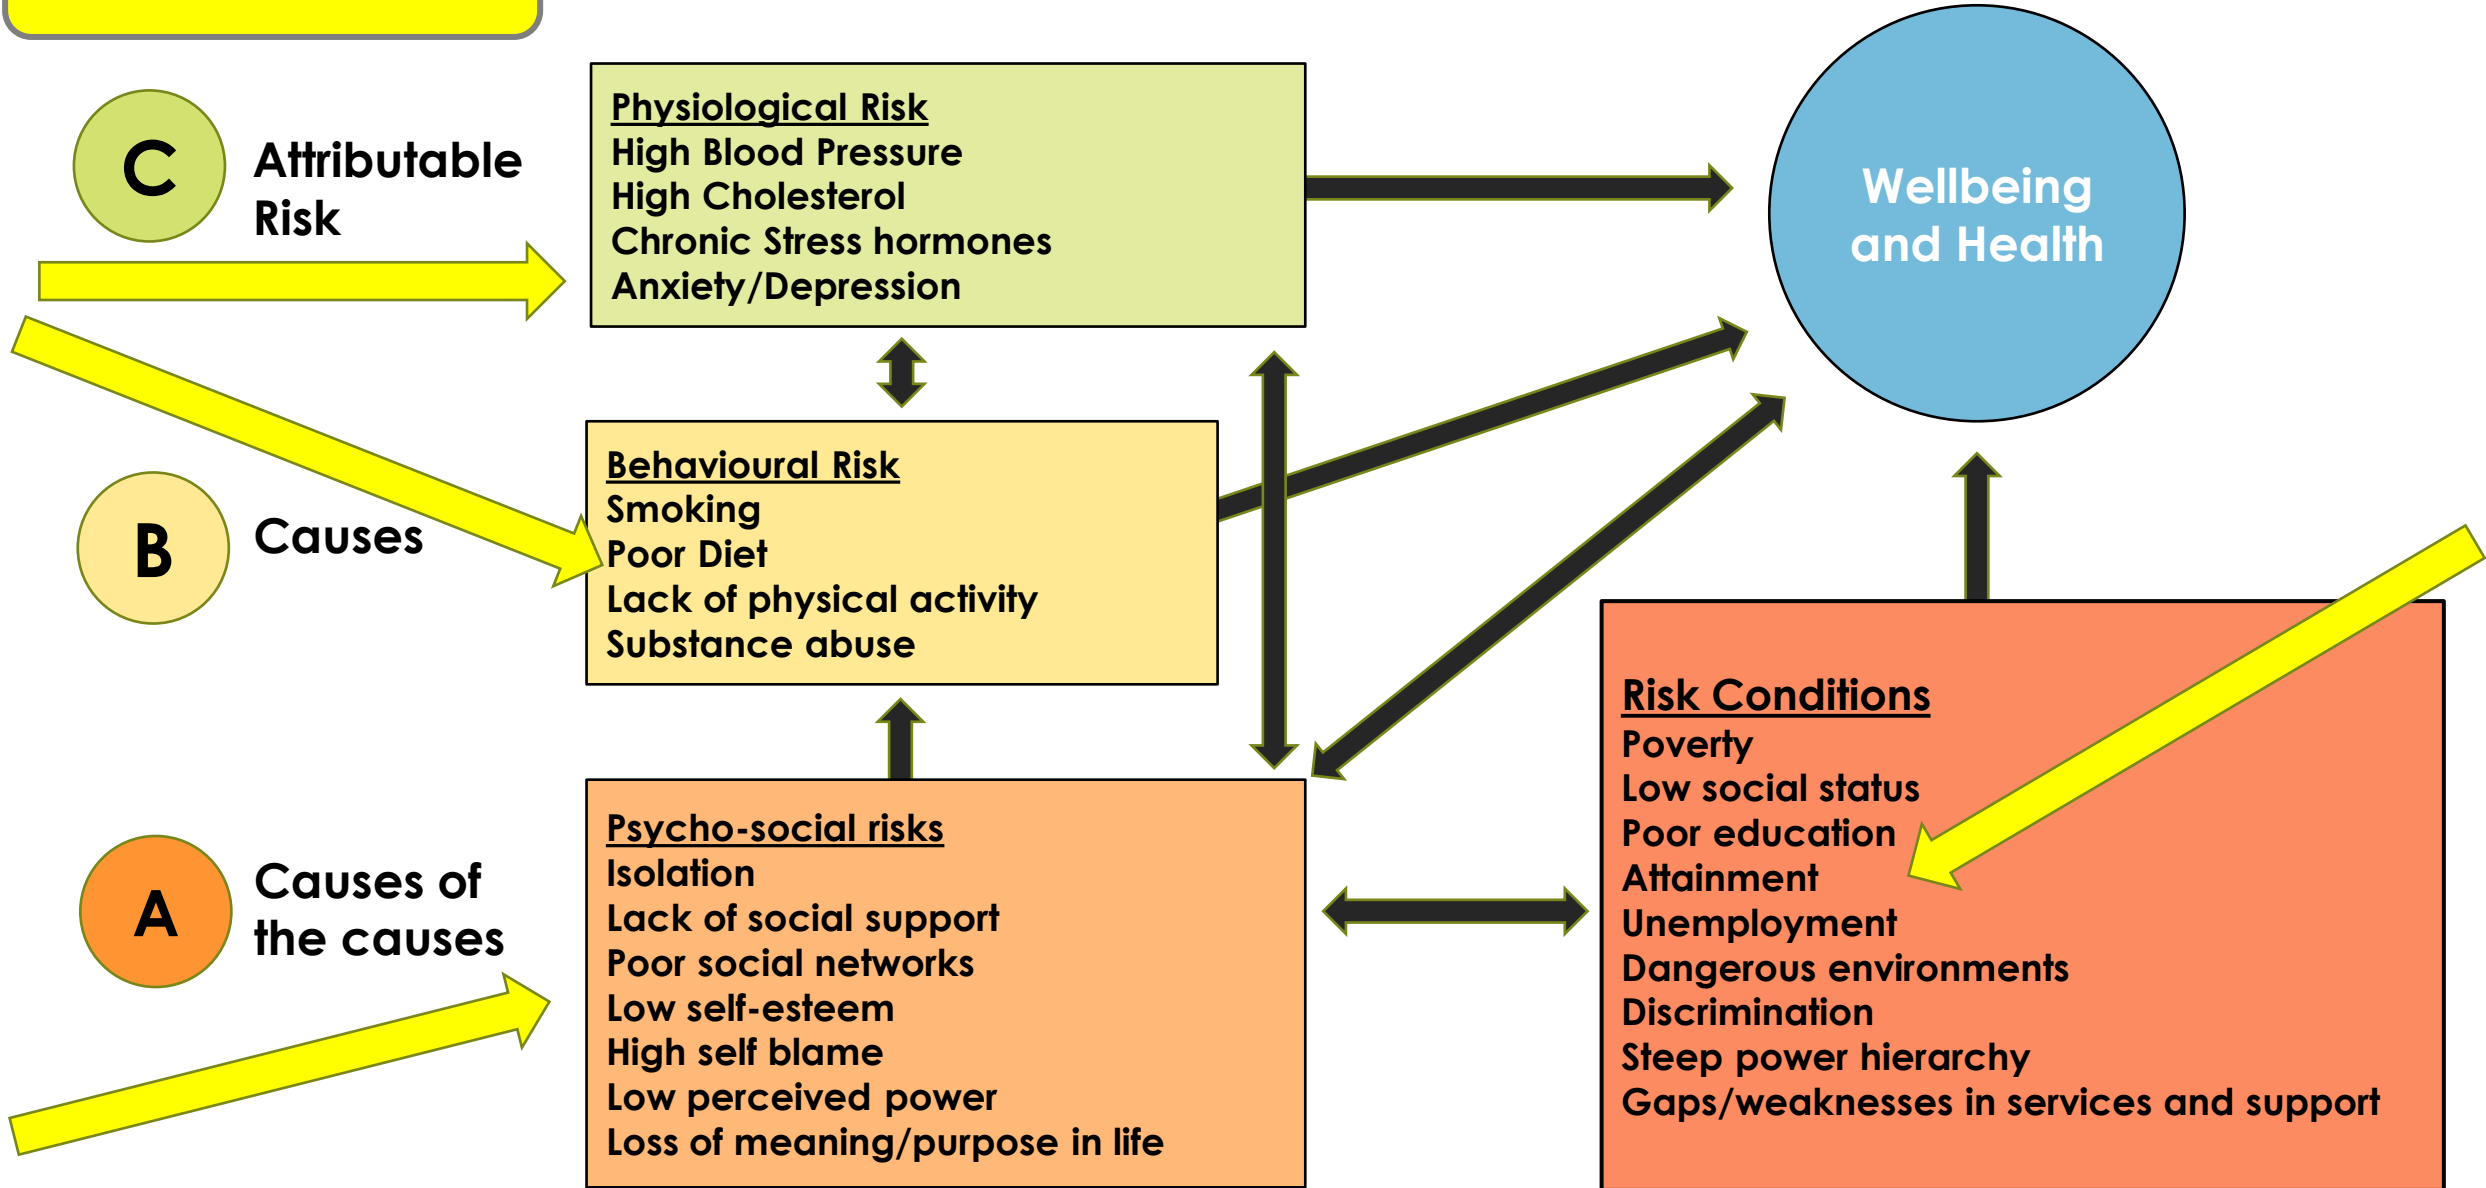 C
Attributable
Risk
Physiological Risk
High Blood Pressure
High Cholesterol
Chronic Stress hormones
Anxiety/Depression
Wellbeing
and Health
B
Causes
Behavioural Risk
Smoking
Poor Diet
Lack of physical activity
Substance abuse
A
Causes of
the causes
Psycho-social risks
Isolation
Lack of social support
Poor social networks
Low self-esteem
High self blame
Low perceived power
Loss of meaning/purpose in life
Risk Conditions
Poverty
Low social status
Poor education
Attainment
Unemployment
Dangerous environments
Discrimination
Steep power hierarchy
Gaps/weaknesses in services and support